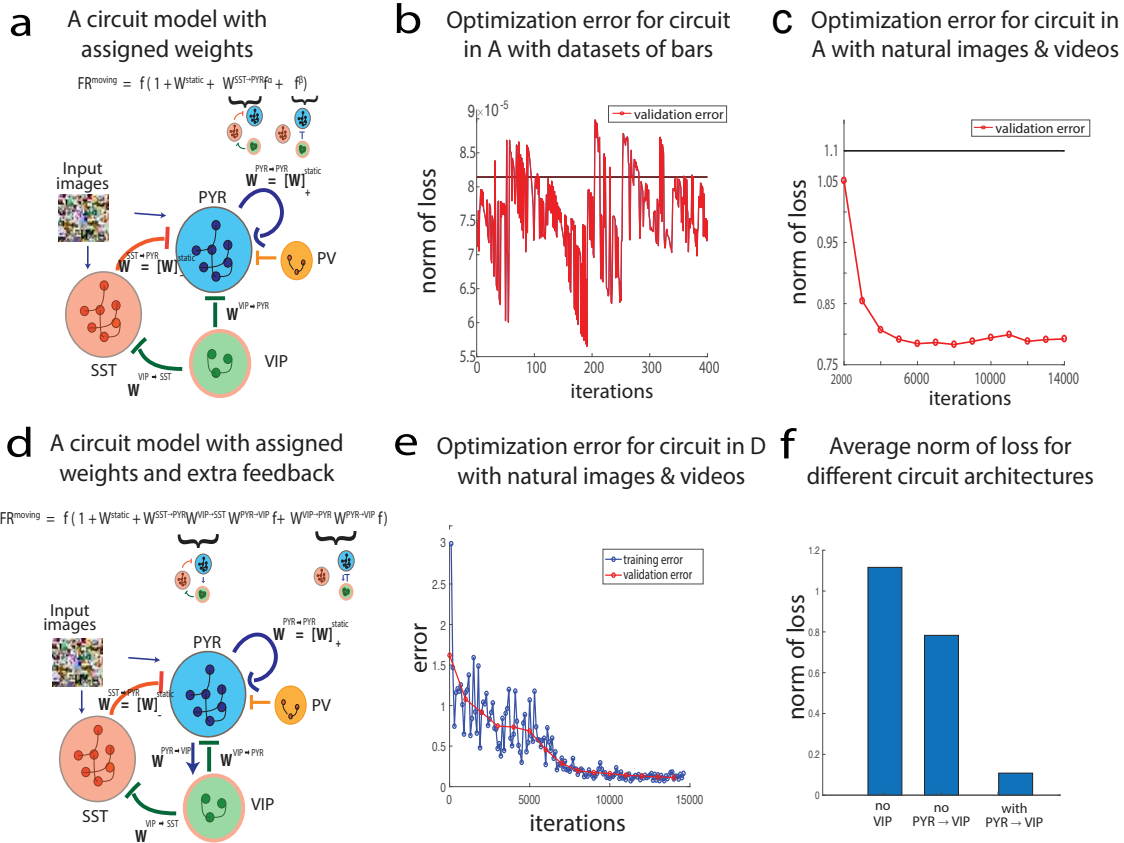 a
A circuit model with
assigned weights
FR^moving = f ( 1 + W^static + W^SST→PYR f^α + f^β)
Input
images
PYR
W^PYR→PYR = [W]_+^static
W^SST→PYR = [W]_-^static
PV
W^VIP→PYR
SST
VIP
W^VIP→SST
b
Optimization error for circuit
in A with datasets of bars
9 ×10^-5
validation error
8.5
8
7.5
7
6.5
6
5.5
norm of loss
0
100
200
300
400
iterations
c
Optimization error for circuit in
A with natural images & videos
validation error
1.1
1.05
0.95
0.85
0.75
norm of loss
2000
6000
10000
14000
iterations
d
A circuit model with assigned
weights and extra feedback
FR^moving = f ( 1 + W^static + W^SST→PYR W^VIP→SST W^PYR→VIP f + W^VIP→PYR W^PYR→VIP f)
Input
images
PYR
W^PYR→PYR = [W]_+^static
W^SST→PYR = [W]_-^static
PV
W^PYR→VIP
W^VIP→PYR
SST
VIP
W^VIP→SST
e
Optimization error for circuit in D
with natural images & videos
training error
validation error
3
2.5
2
1.5
1
0.5
0
error
0
5000
10000
15000
iterations
f
Average norm of loss for
different circuit architectures
1.2
1
0.8
0.6
0.4
0.2
0
norm of loss
no
VIP
no
PYR → VIP
with
PYR → VIP